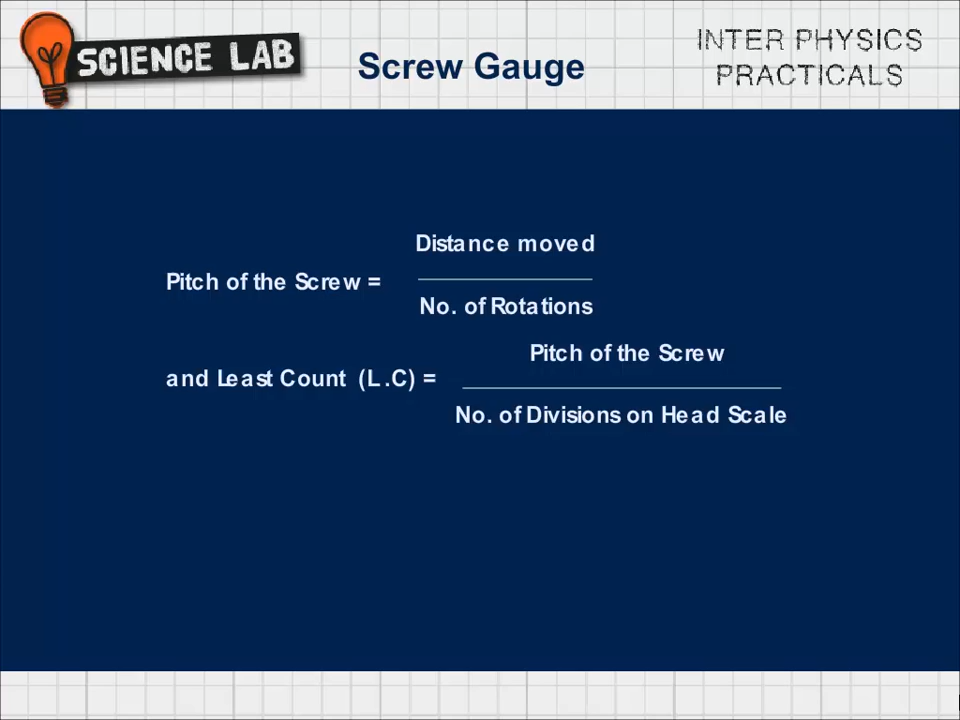 SCIENCE LAB
Screw Gauge
INTER PHYSICS
PRACTICALS
Distance moved
Pitch of the Screw =
No. of Rotations
Pitch of the Screw
and Least Count (L.C) =
No. of Divisions on Head Scale